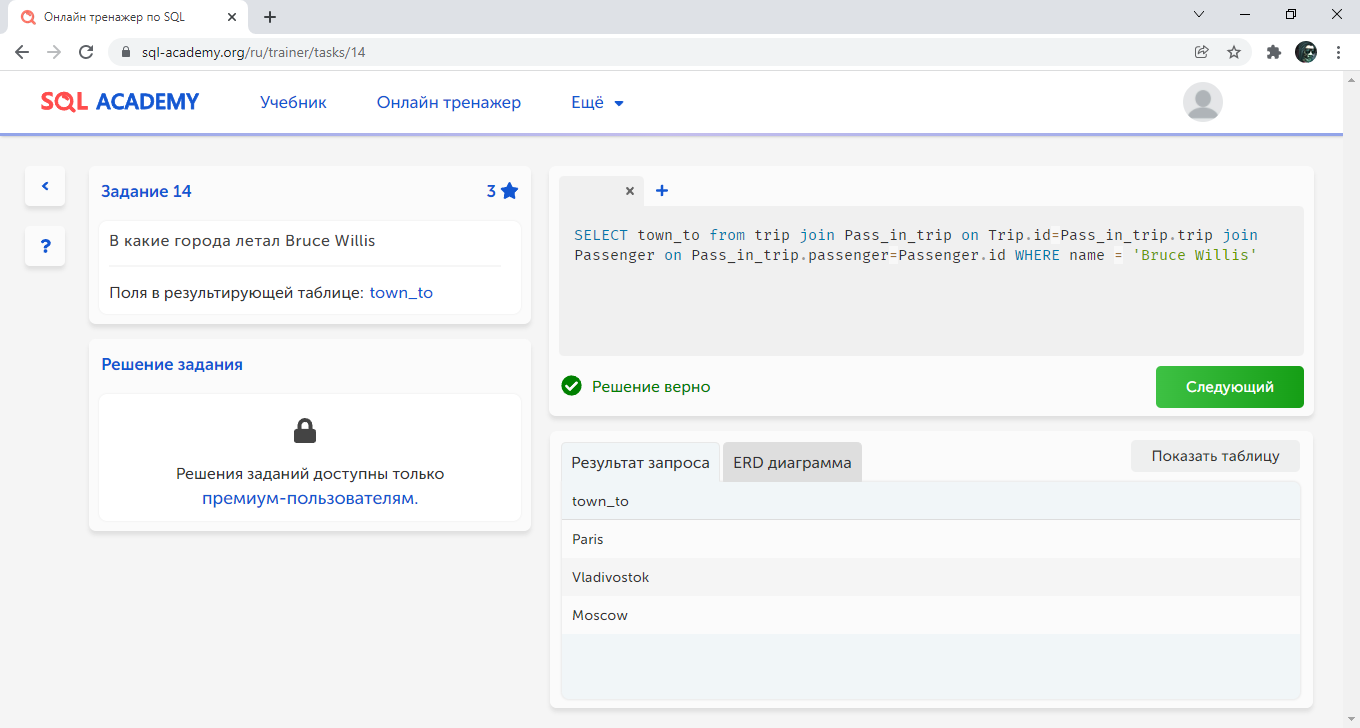 Онлайн тренажер по SQL
sql-academy.org/ru/trainer/tasks/14
SQL ACADEMY
Учебник
Онлайн тренажер
Ещё
Задание 14
3
В какие города летал Bruce Willis
Поля в результирующей таблице: town_to
Решение задания
Решения заданий доступны только
премиум-пользователям.
SELECT town_to from trip join Pass_in_trip on Trip.id=Pass_in_trip.trip join
Passenger on Pass_in_trip.passenger=Passenger.id WHERE name = 'Bruce Willis'
Решение верно
Следующий
Результат запроса
ERD диаграмма
Показать таблицу
town_to
Paris
Vladivostok
Moscow